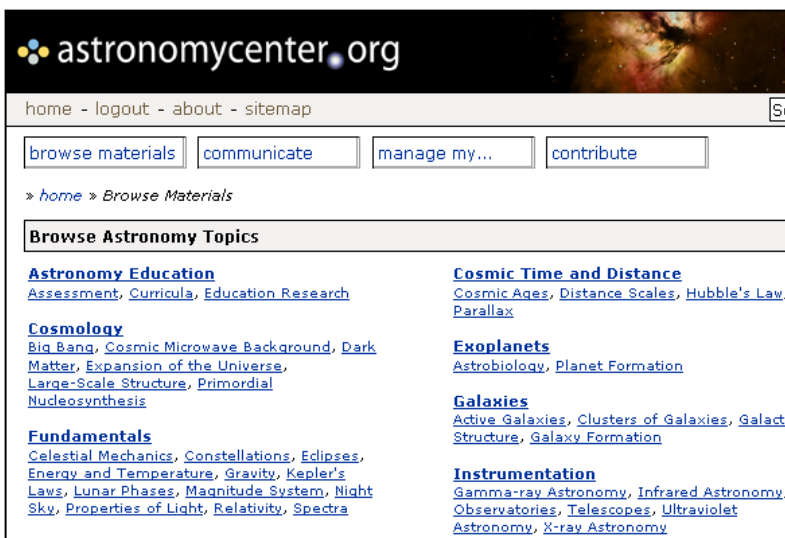 astronomycenter.org
home - logout - about - sitemap
browse materials communicate manage my... contribute
» home » Browse Materials
Browse Astronomy Topics
Astronomy Education
Assessment, Curricula, Education Research
Cosmology
Big Bang, Cosmic Microwave Background, Dark
Matter, Expansion of the Universe,
Large-Scale Structure, Primordial
Nucleosynthesis
Fundamentals
Celestial Mechanics, Constellations, Eclipses,
Energy and Temperature, Gravity, Kepler's
Laws, Lunar Phases, Magnitude System, Night
Sky, Properties of Light, Relativity, Spectra
Cosmic Time and Distance
Cosmic Ages, Distance Scales, Hubble's Law,
Parallax
Exoplanets
Astrobiology, Planet Formation
Galaxies
Active Galaxies, Clusters of Galaxies, Galact
Structure, Galaxy Formation
Instrumentation
Gamma-ray Astronomy, Infrared Astronomy,
Observatories, Telescopes, Ultraviolet
Astronomy, X-ray Astronomy